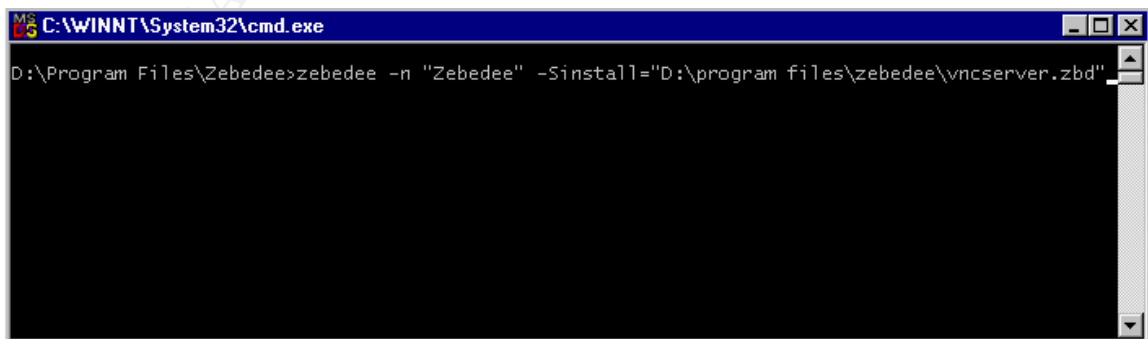 C:\WINNT\System32\cmd.exe
D:\Program Files\Zebedee>zebedee -n "Zebedee" -Sinstall="D:\program files\zebedee\vncserver.zbd"_